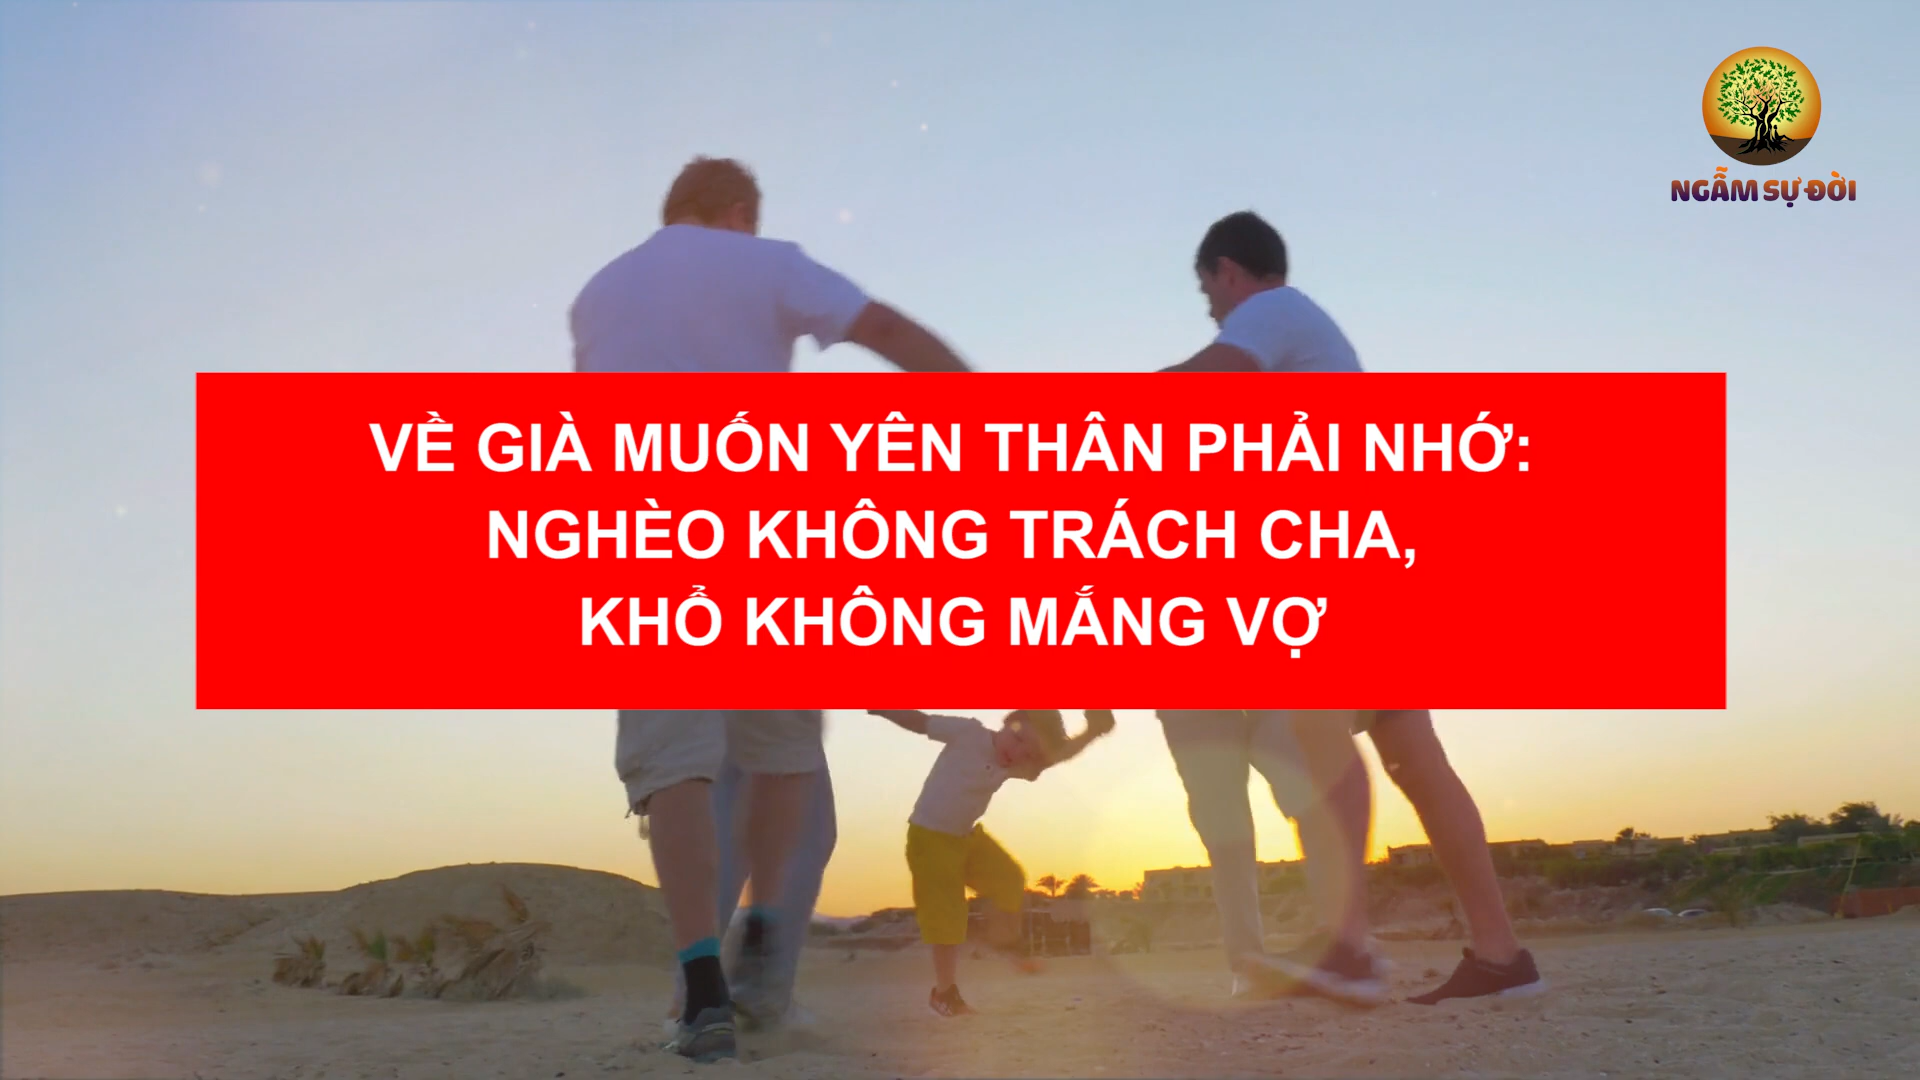 NGẪM SỰ ĐỜI
VỀ GIÀ MUỐN YÊN THÂN PHẢI NHỚ:
NGHÈO KHÔNG TRÁCH CHA,
KHỔ KHÔNG MẮNG VỢ